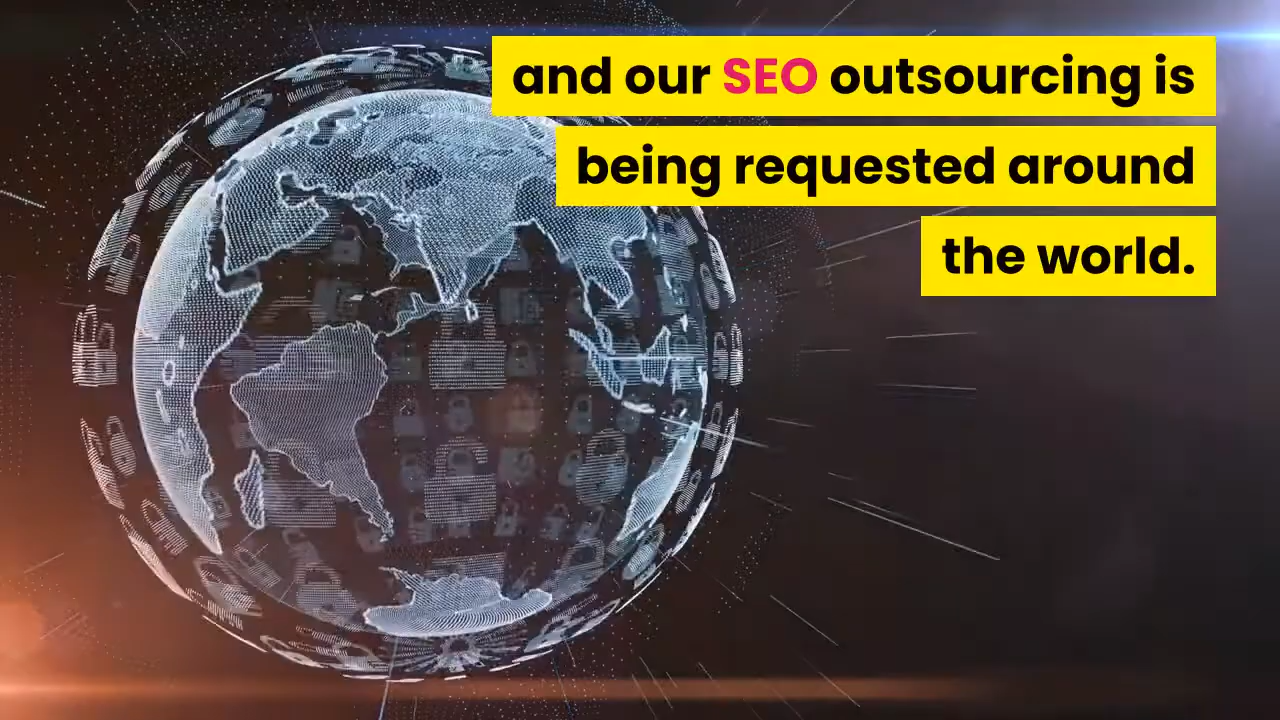 and our SEO outsourcing is
being requested around
the world.